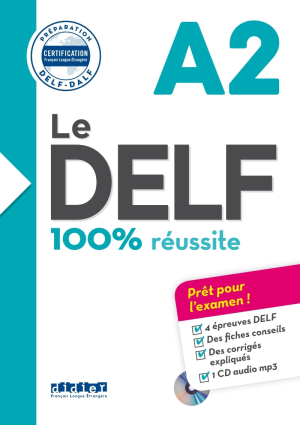 PRÉPARATION
CERTIFICATION
Français Langue Étrangère
DELF-DALF
A2
Le
DELF
100% réussite
Prêt pour
l'examen !
4 épreuves DELF
Des fiches conseils
Des corrigés
expliqués
1 CD audio mp3
didier
Français Langue Étrangère